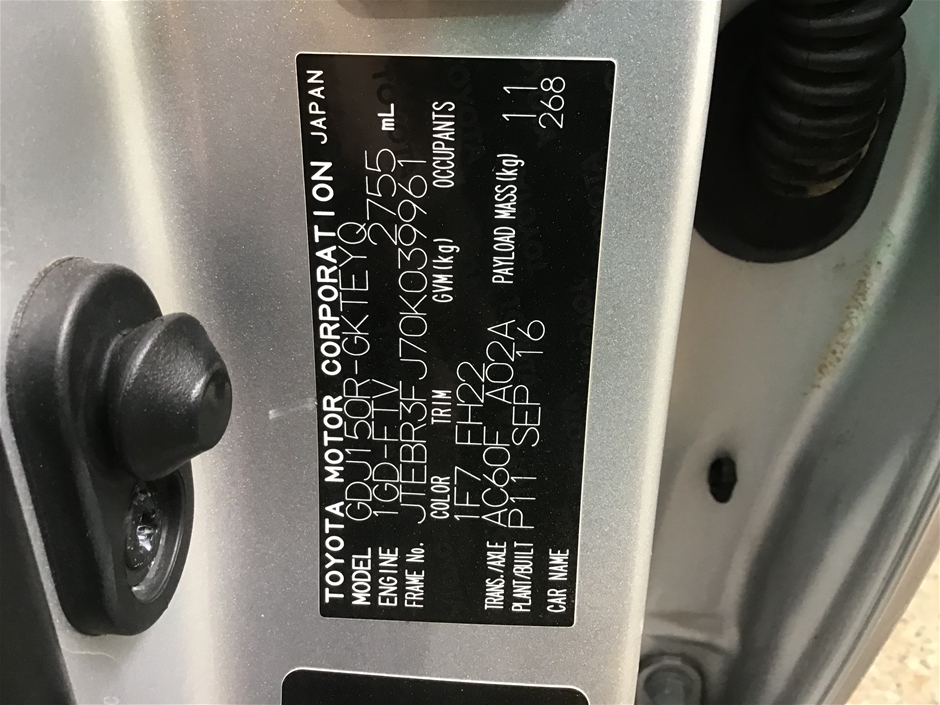 TOYOTA MOTOR CORPORATION JAPAN
MODEL GDJ150R-GKTEYQ
ENGINE 1GD-FTV 2755 mL
FRAME No. JTEBR3FJ70K039961
COLOR TRIM GVM(kg) OCCUPANTS
1F7 FH22
TRANS./AXLE AC60F A02A PAYLOAD MASS(kg) 11
PLANT/BUILT P11 SEP 16 268
CAR NAME